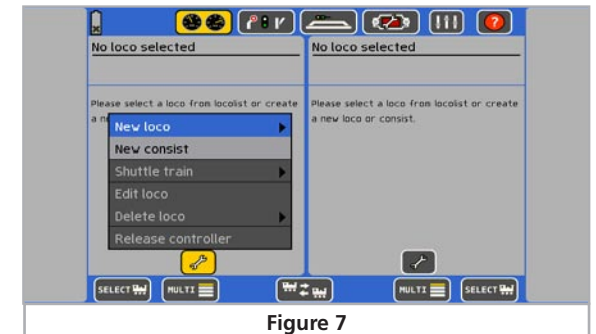 No loco selected
No loco selected
Please select a loco from locolist or create
a
Please select a loco from locolist or create
a new loco or consist.
New loco
New consist
Shuttle train
Edit loco
Delete loco
Release controller
SELECT
MULTI
MULTI
SELECT
Figure 7